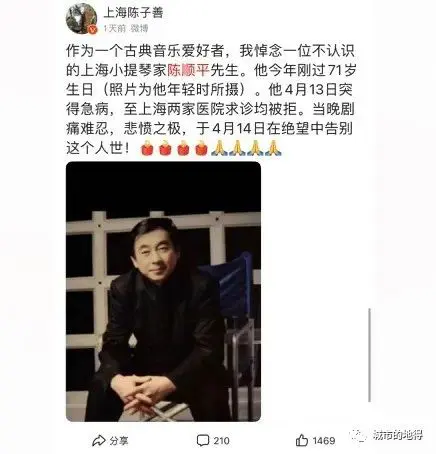 上海陈子善
1天前 微博
作为一个古典音乐爱好者，我悼念一位不认识
的上海小提琴家陈顺平先生。他今年刚过71岁
生日（照片为他年轻时所摄）。他4月13日突
得急病，至上海两家医院求诊均被拒。当晚剧
痛难忍，悲愤之极，于4月14日在绝望中告别
这个人世！🕯🕯🕯🕯🙏🙏🙏🙏
分享 210 1469
城市的地得